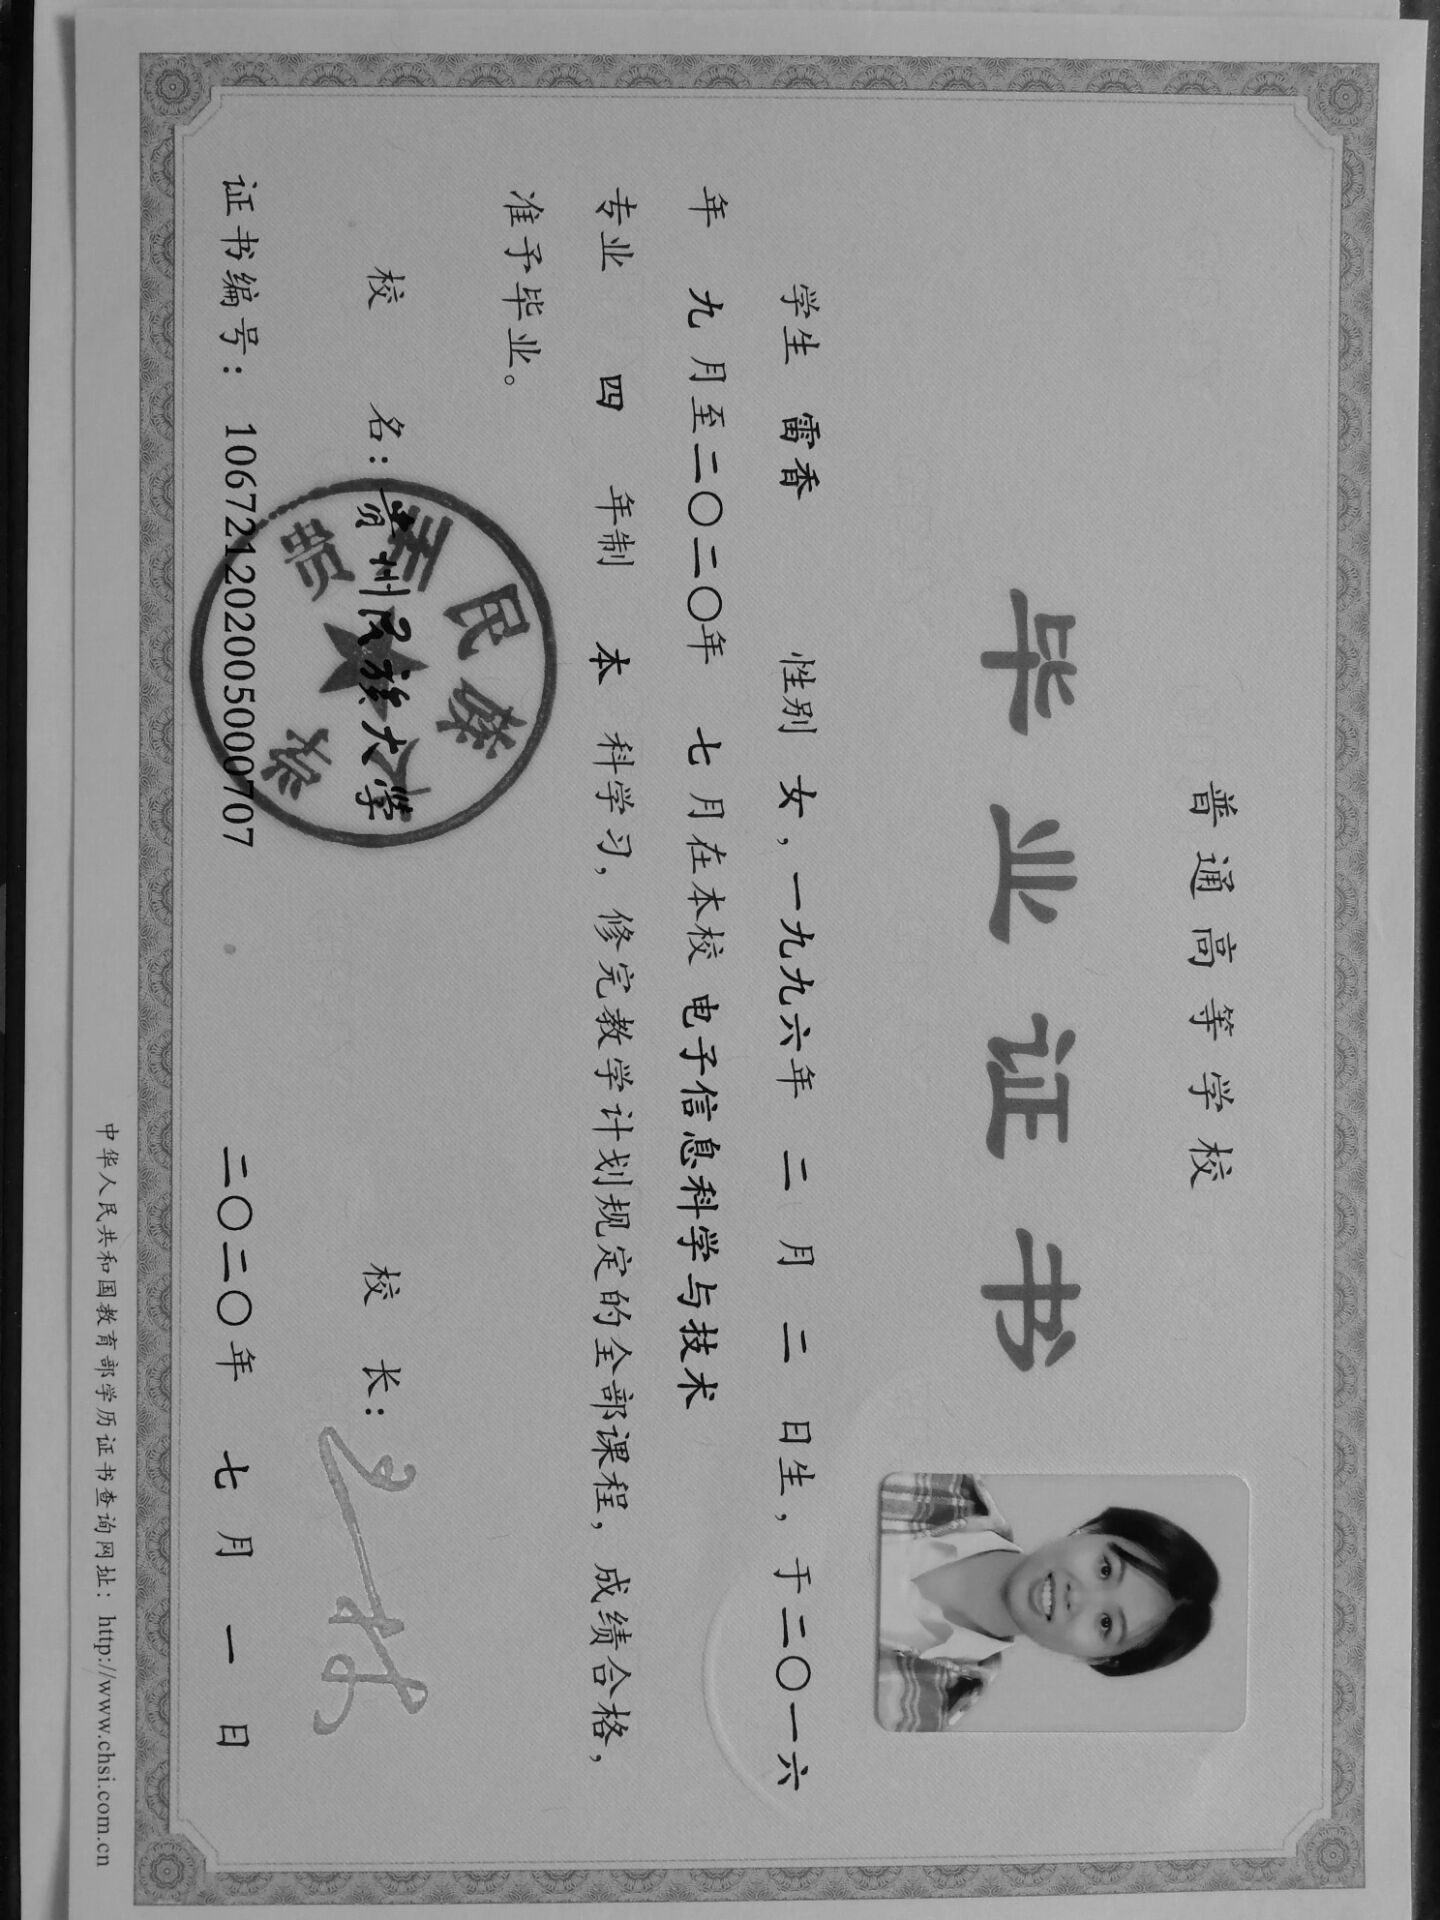 普通高等学校
毕业证书
学生 雷香 性别 女，一九九六年 二 月 二 日生，于二〇一六
年 九 月至二〇二〇年 七 月在本校 电子信息科学与技术
专业 四 年制 本 科学习，修完教学计划规定的全部课程，成绩合格，
准予毕业。
校 名：贵州民族大学 校 长：
证书编号：106721202005000707 二〇二〇年 七 月 一 日
中华人民共和国教育部学历证书查询网址：http://www.chsi.com.cn